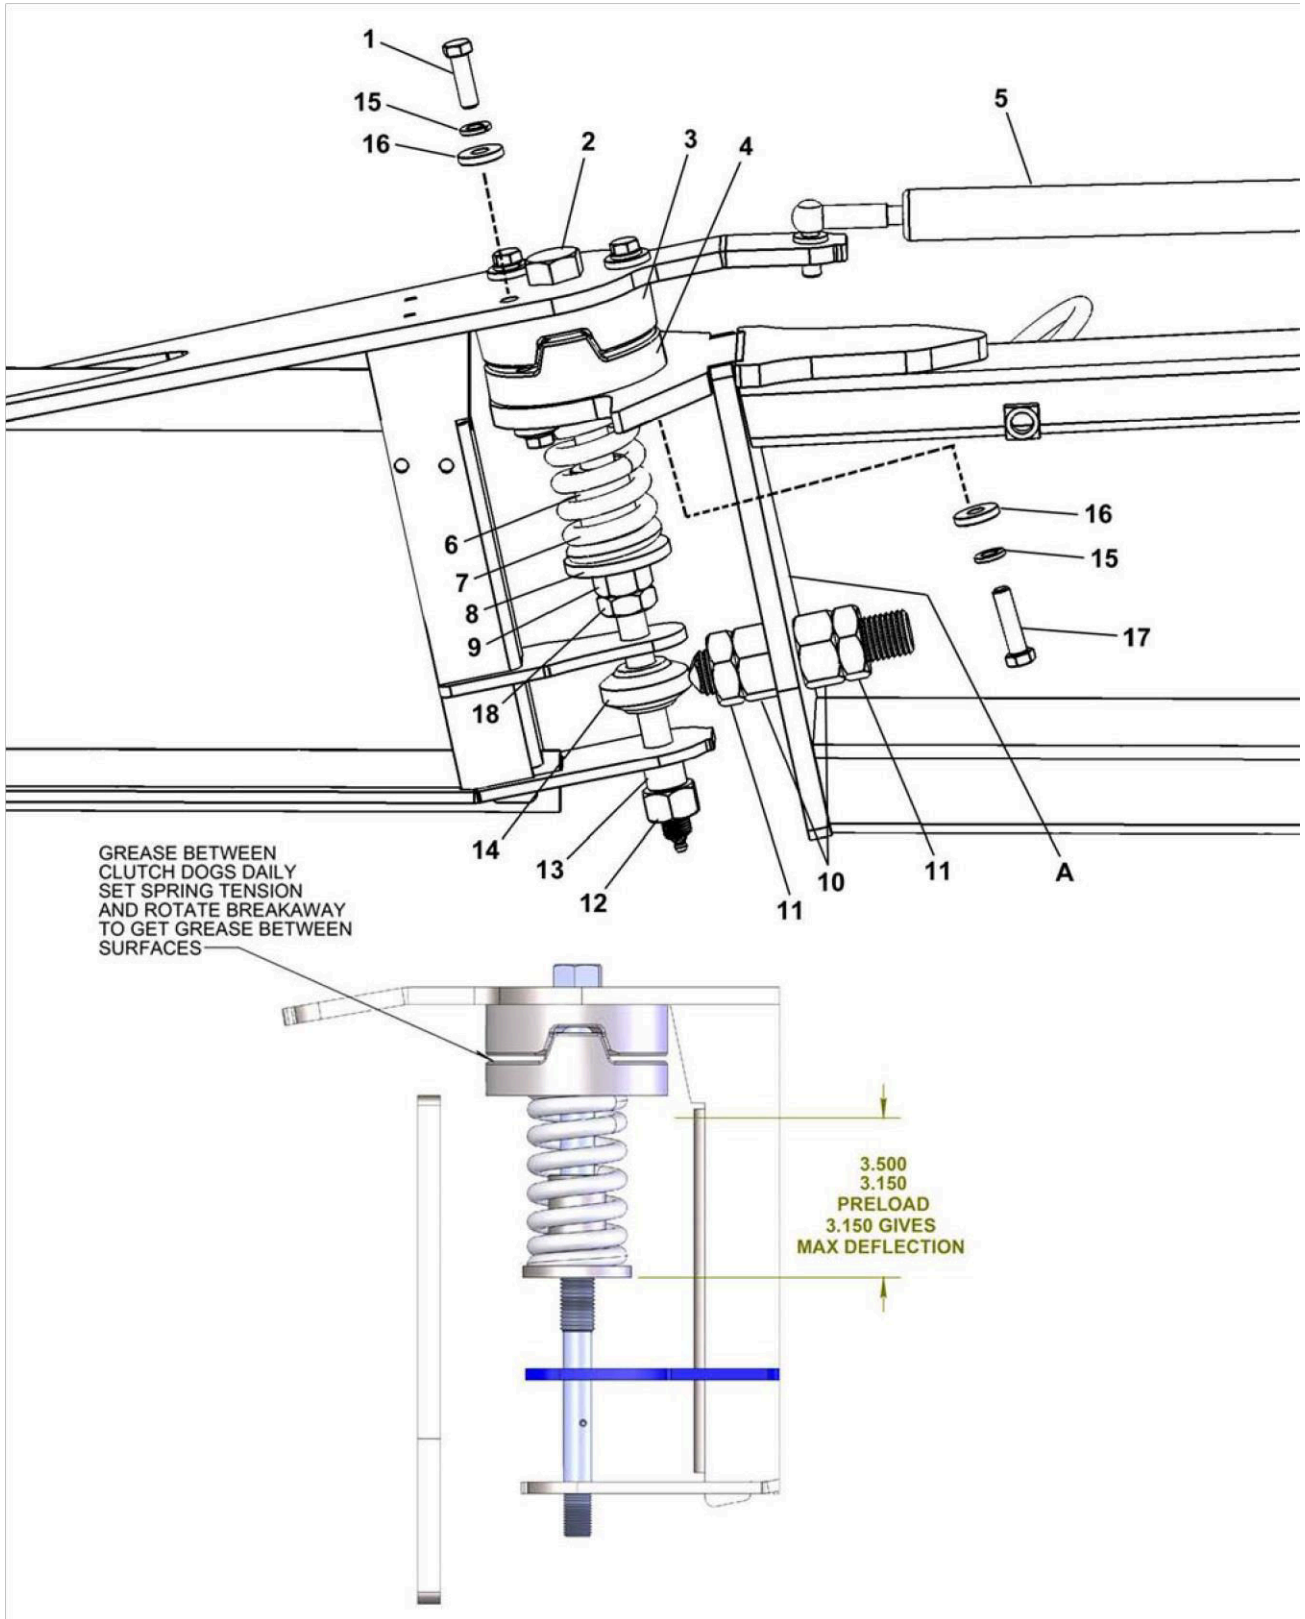 1
15
16
2
3
4
5
6
7
8
9
18
14
13
12
11
10
11
A
16
15
17
GREASE BETWEEN
CLUTCH DOGS DAILY
SET SPRING TENSION
AND ROTATE BREAKAWAY
TO GET GREASE BETWEEN
SURFACES
3.500
3.150
PRELOAD
3.150 GIVES
MAX DEFLECTION